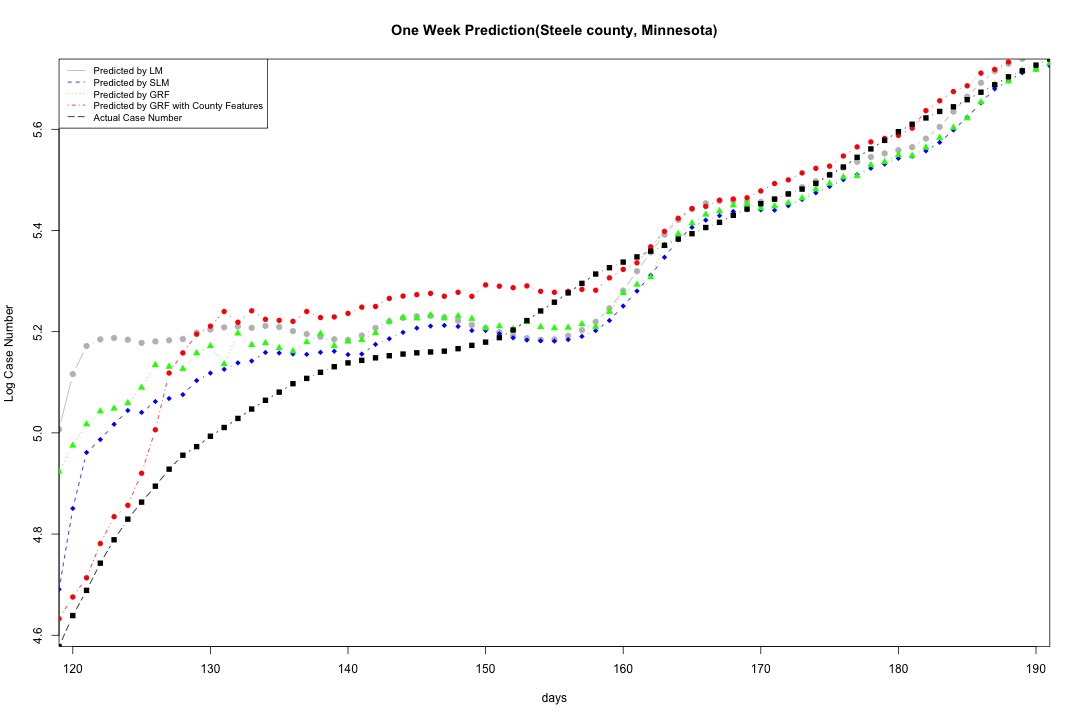 One Week Prediction(Steele county, Minnesota)
Predicted by LM
Predicted by SLM
Predicted by GRF
Predicted by GRF with County Features
Actual Case Number
Log Case Number
5.6
5.4
5.2
5.0
4.8
4.6
120 130 140 150 160 170 180 190
days